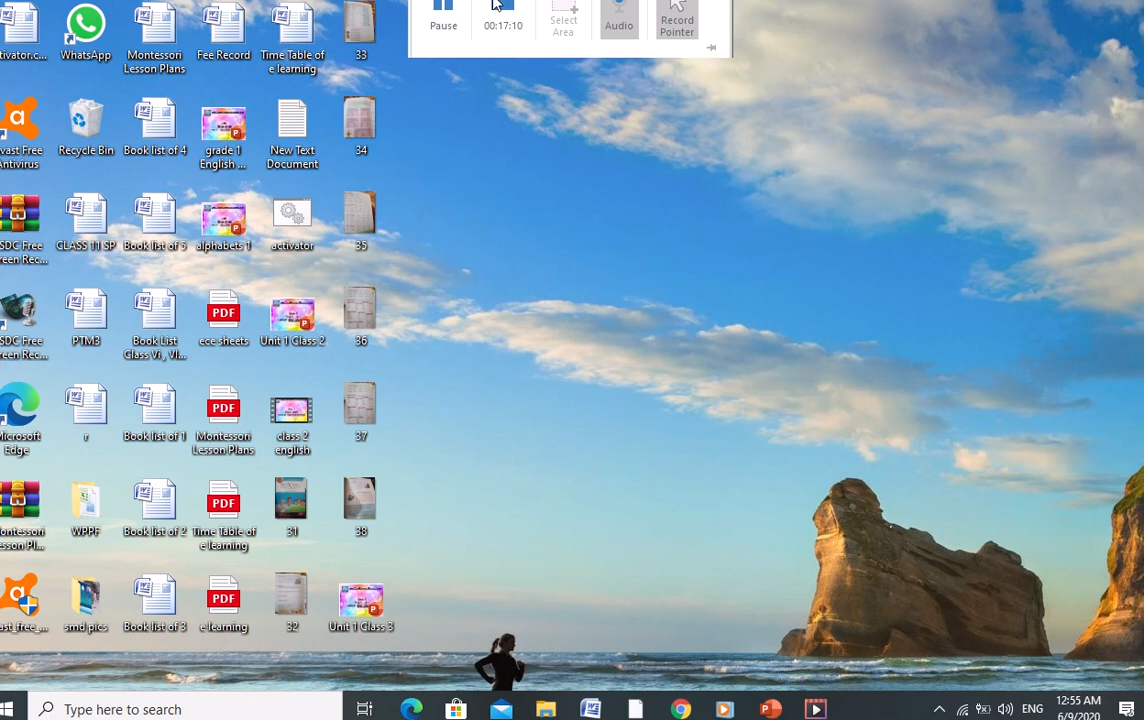 Pause
00:17:10
Select
Area
Audio
Record
Pointer
tivator.c...
WhatsApp
Montessori
Lesson Plans
Fee Record
Time Table of
e learning
33
vast Free
Antivirus
Recycle Bin
Book list of 4
grade 1
English ...
New Text
Document
34
SDC Free
reen Rec...
CLASS 11 SP
Book list of 5
alphabets 1
activator
35
SDC Free
reen Rec...
PTM3
Book List
Class Vi, VI...
PDF
ece sheets
Unit 1 Class 2
36
Microsoft
Edge
r
Book list of 1
PDF
Montessori
Lesson Plans
class 2
english
37
ontessori
sson Pl...
WPPF
Book list of 2
PDF
Time Table of
e learning
31
38
ast_free_...
smd pics
Book list of 3
PDF
e learning
32
Unit 1 Class 3
Type here to search
ENG
12:55 AM
6/9/2020